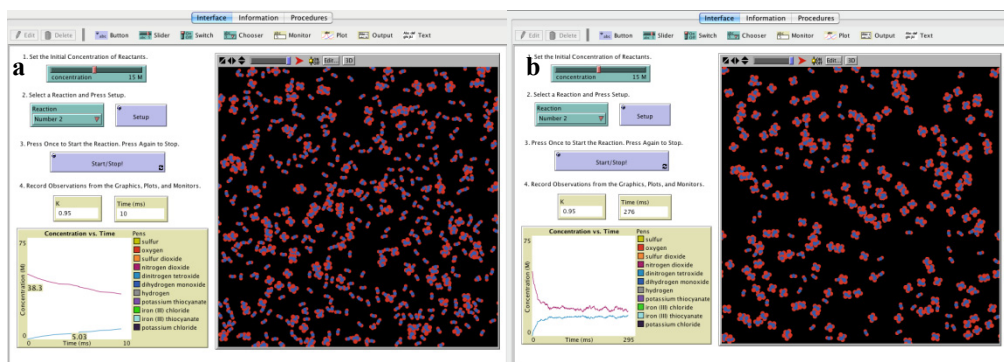 Interface Information Procedures
Edit Delete Button Slider Switch Chooser Monitor Plot Output Text
a
1. Set the Initial Concentration of Reactants.
concentration 15 M
2. Select a Reaction and Press Setup.
Reaction
Number 2
Setup
3. Press Once to Start the Reaction. Press Again to Stop.
Start/Stop!
4. Record Observations from the Graphics, Plots, and Monitors.
K
0.95
Time (ms)
10
Concentration vs. Time
75
Concentration (M)
0
38.3
5.03
Time (ms)
10
Pens
sulfur
oxygen
sulfur dioxide
nitrogen dioxide
dinitrogen tetroxide
dihydrogen monoxide
hydrogen
potassium thiocyanate
iron (III) chloride
iron (III) thiocyanate
potassium chloride
Edit... 3D
Interface Information Procedures
Edit Delete Button Slider Switch Chooser Monitor Plot Output Text
b
1. Set the Initial Concentration of Reactants.
concentration 15 M
2. Select a Reaction and Press Setup.
Reaction
Number 2
Setup
3. Press Once to Start the Reaction. Press Again to Stop.
Start/Stop!
4. Record Observations from the Graphics, Plots, and Monitors.
K
0.95
Time (ms)
276
Concentration vs. Time
75
Concentration (M)
0
0
Time (ms)
295
Pens
sulfur
oxygen
sulfur dioxide
nitrogen dioxide
dinitrogen tetroxide
dihydrogen monoxide
hydrogen
potassium thiocyanate
iron (III) chloride
iron (III) thiocyanate
potassium chloride
Edit... 3D